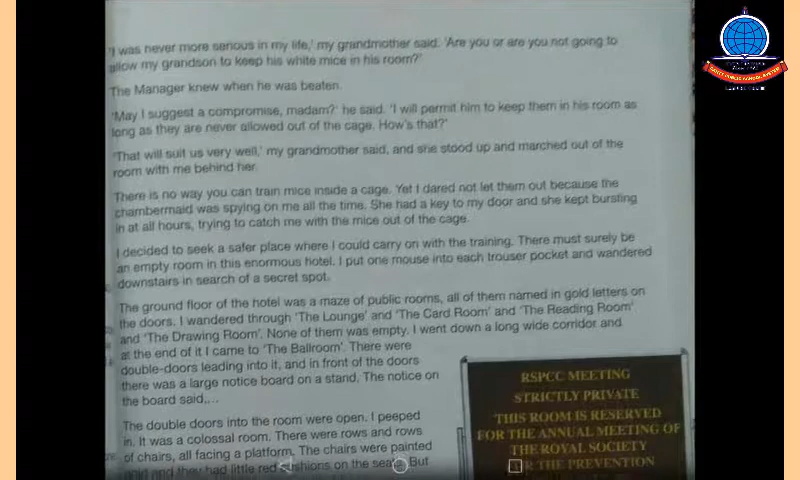 'I was never more serious in my life,' my grandmother said. 'Are you or are you not going to
allow my grandson to keep his white mice in his room?'
The Manager knew when he was beaten.
'May I suggest a compromise, madam?' he said. 'I will permit him to keep them in his room as
long as they are never allowed out of the cage. How's that?'
'That will suit us very well,' my grandmother said, and she stood up and marched out of the
room with me behind her.
There is no way you can train mice inside a cage. Yet I dared not let them out because the
chambermaid was spying on me all the time. She had a key to my door and she kept bursting
in at all hours, trying to catch me with the mice out of the cage.
I decided to seek a safer place where I could carry on with the training. There must surely be
an empty room in this enormous hotel. I put one mouse into each trouser pocket and wandered
downstairs in search of a secret spot.
The ground floor of the hotel was a maze of public rooms, all of them named in gold letters on
the doors. I wandered through 'The Lounge' and 'The Card Room' and 'The Reading Room'
and 'The Drawing Room'. None of them was empty. I went down a long wide corridor and
at the end of it I came to 'The Ballroom'. There were
double-doors leading into it, and in front of the doors
there was a large notice board on a stand. The notice on
the board said,...
The double doors into the room were open. I peeped
in. It was a colossal room. There were rows and rows
of chairs, all facing a platform. The chairs were painted
gold and they had little red cushions on the seats. But
RSPCC MEETING
STRICTLY PRIVATE
THIS ROOM IS RESERVED
FOR THE ANNUAL MEETING OF
THE ROYAL SOCIETY
THE PREVENTION